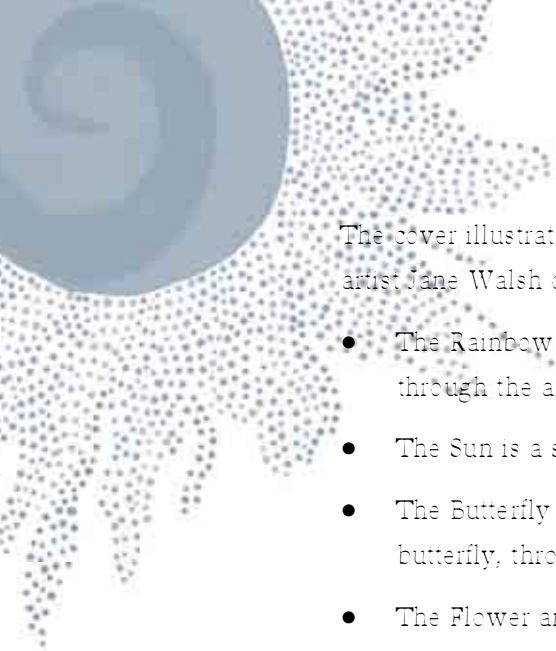 The cover illustrat
artist Jane Walsh
• The Rainbow
through the
• The Sun is a
• The Butterfly
butterfly, thro
• The Flower